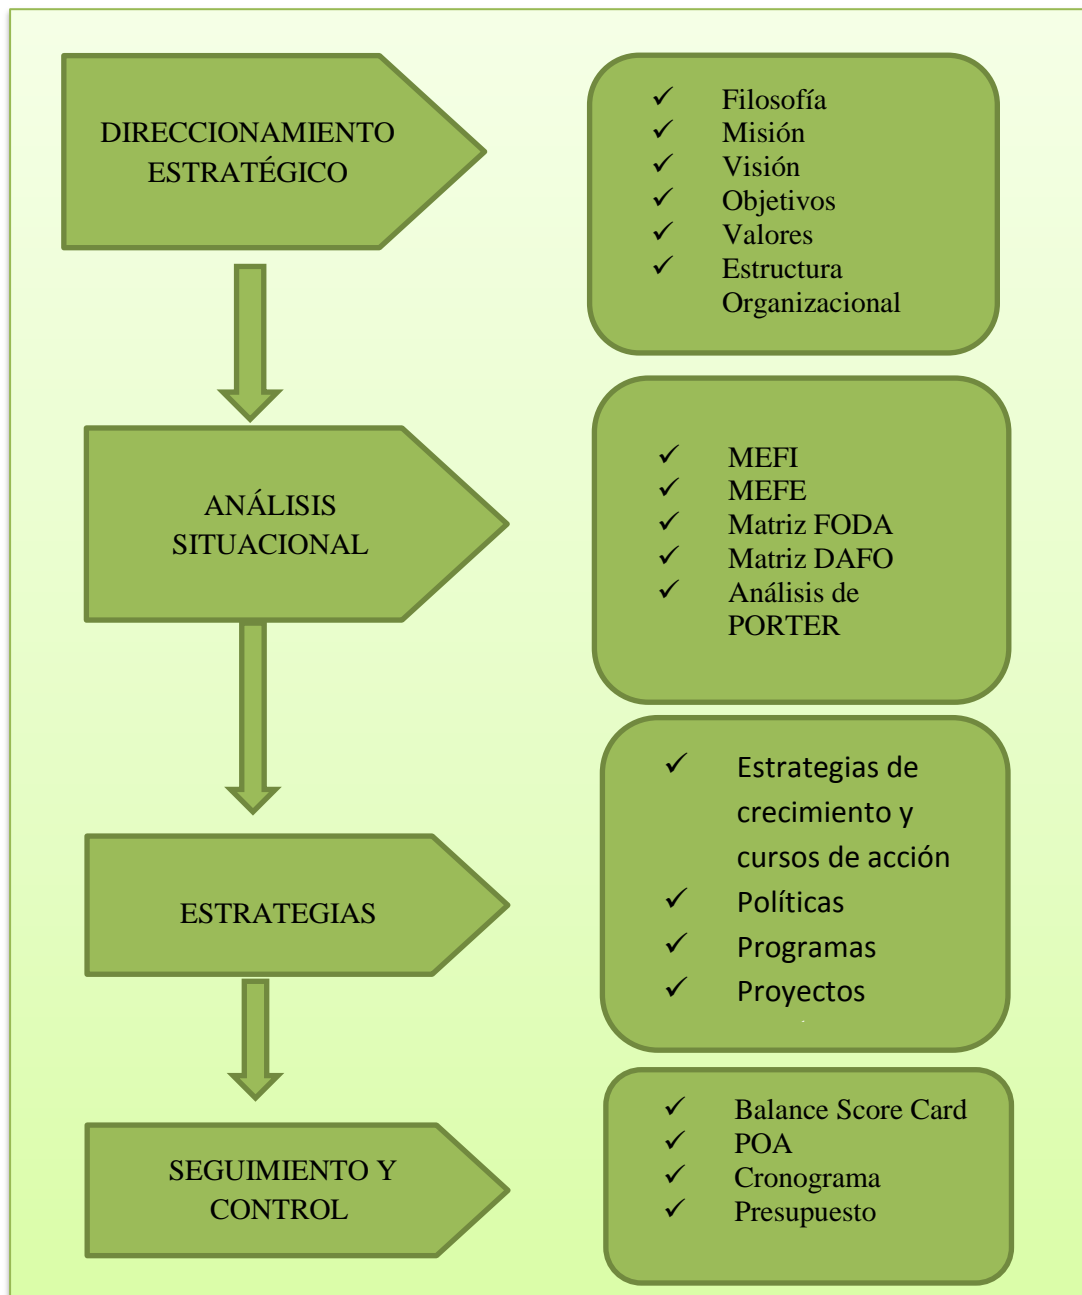 DIRECCIONAMIENTO
ESTRATÉGICO
✓ Filosofía
✓ Misión
✓ Visión
✓ Objetivos
✓ Valores
✓ Estructura
Organizacional
ANÁLISIS
SITUACIONAL
✓ MEFI
✓ MEFE
✓ Matriz FODA
✓ Matriz DAFO
✓ Análisis de
PORTER
ESTRATEGIAS
✓ Estrategias de
crecimiento y
cursos de acción
✓ Políticas
✓ Programas
✓ Proyectos
SEGUIMIENTO Y
CONTROL
✓ Balance Score Card
✓ POA
✓ Cronograma
✓ Presupuesto